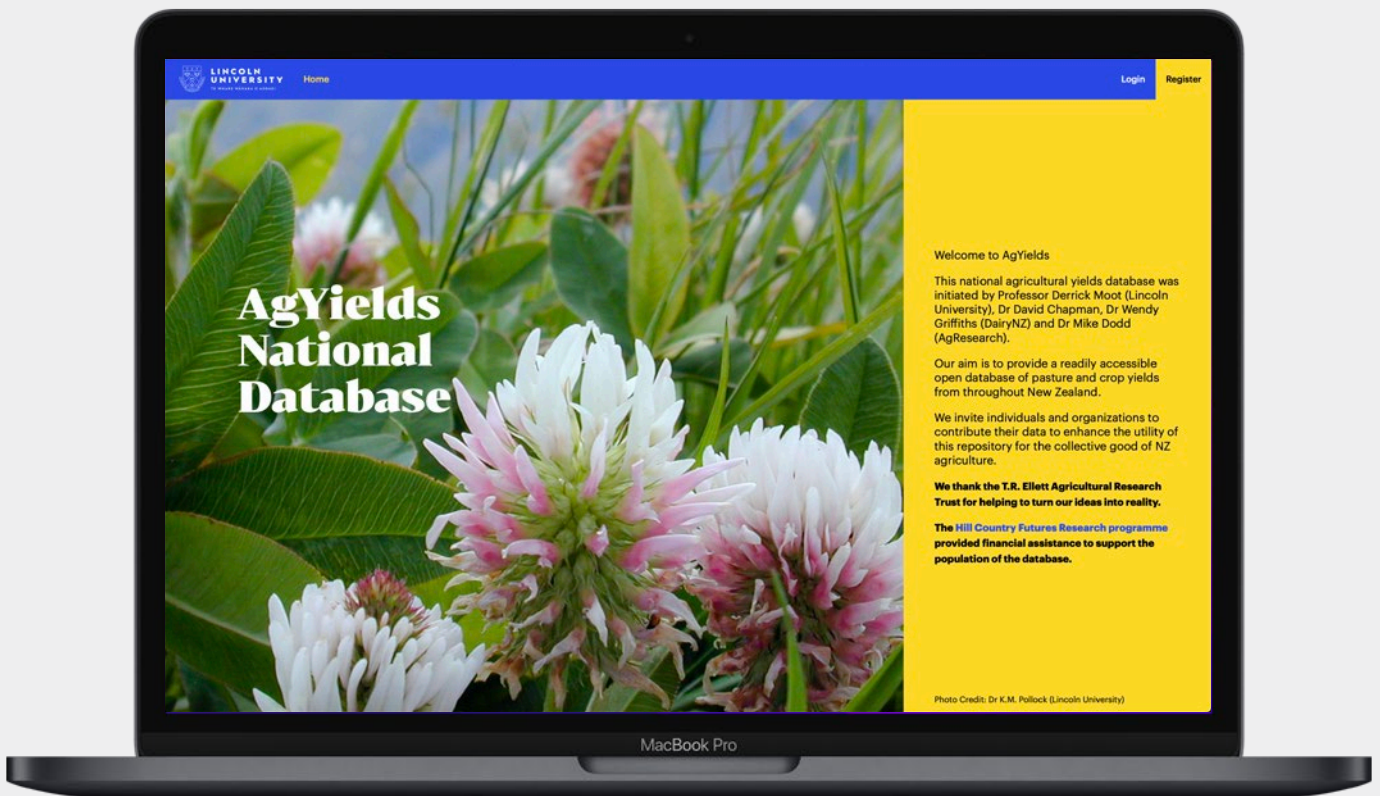 LINCOLN
UNIVERSITY
TE WHARE WĀNAKA O AORAKI
Home
Login
Register
AgYields
National
Database
Welcome to AgYields
This national agricultural yields database was
initiated by Professor Derrick Moot (Lincoln
University), Dr David Chapman, Dr Wendy
Griffiths (DairyNZ) and Dr Mike Dodd
(AgResearch).
Our aim is to provide a readily accessible
open database of pasture and crop yields
from throughout New Zealand.
We invite individuals and organizations to
contribute their data to enhance the utility of
this repository for the collective good of NZ
agriculture.
We thank the T.R. Ellett Agricultural Research
Trust for helping to turn our ideas into reality.
The Hill Country Futures Research programme
provided financial assistance to support the
population of the database.
Photo Credit: Dr K.M. Pollock (Lincoln University)
MacBook Pro